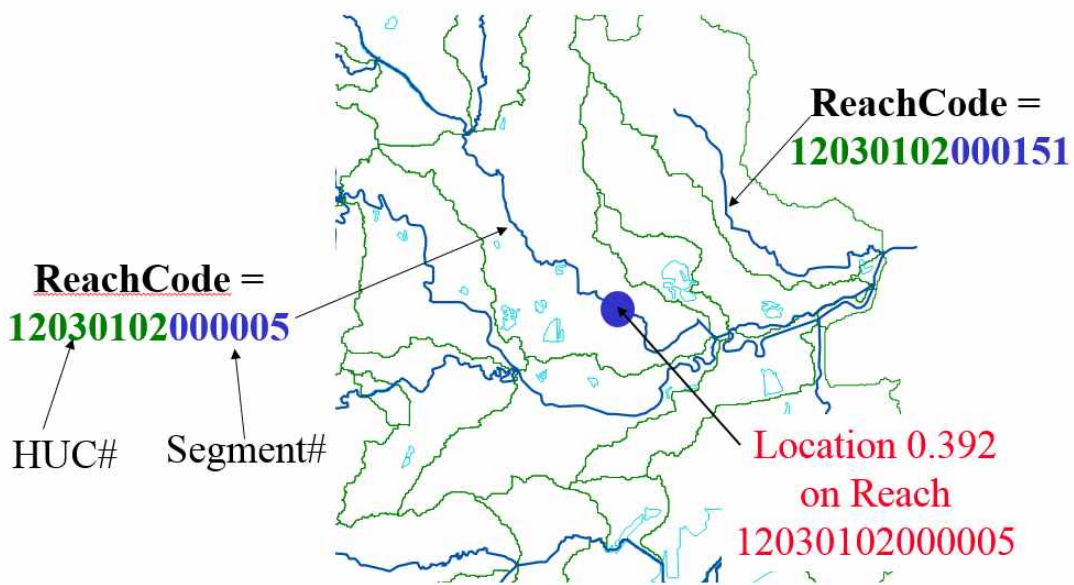 ReachCode =
12030102000151
ReachCode =
12030102000005
HUC#
Segment#
Location 0.392
on Reach
12030102000005